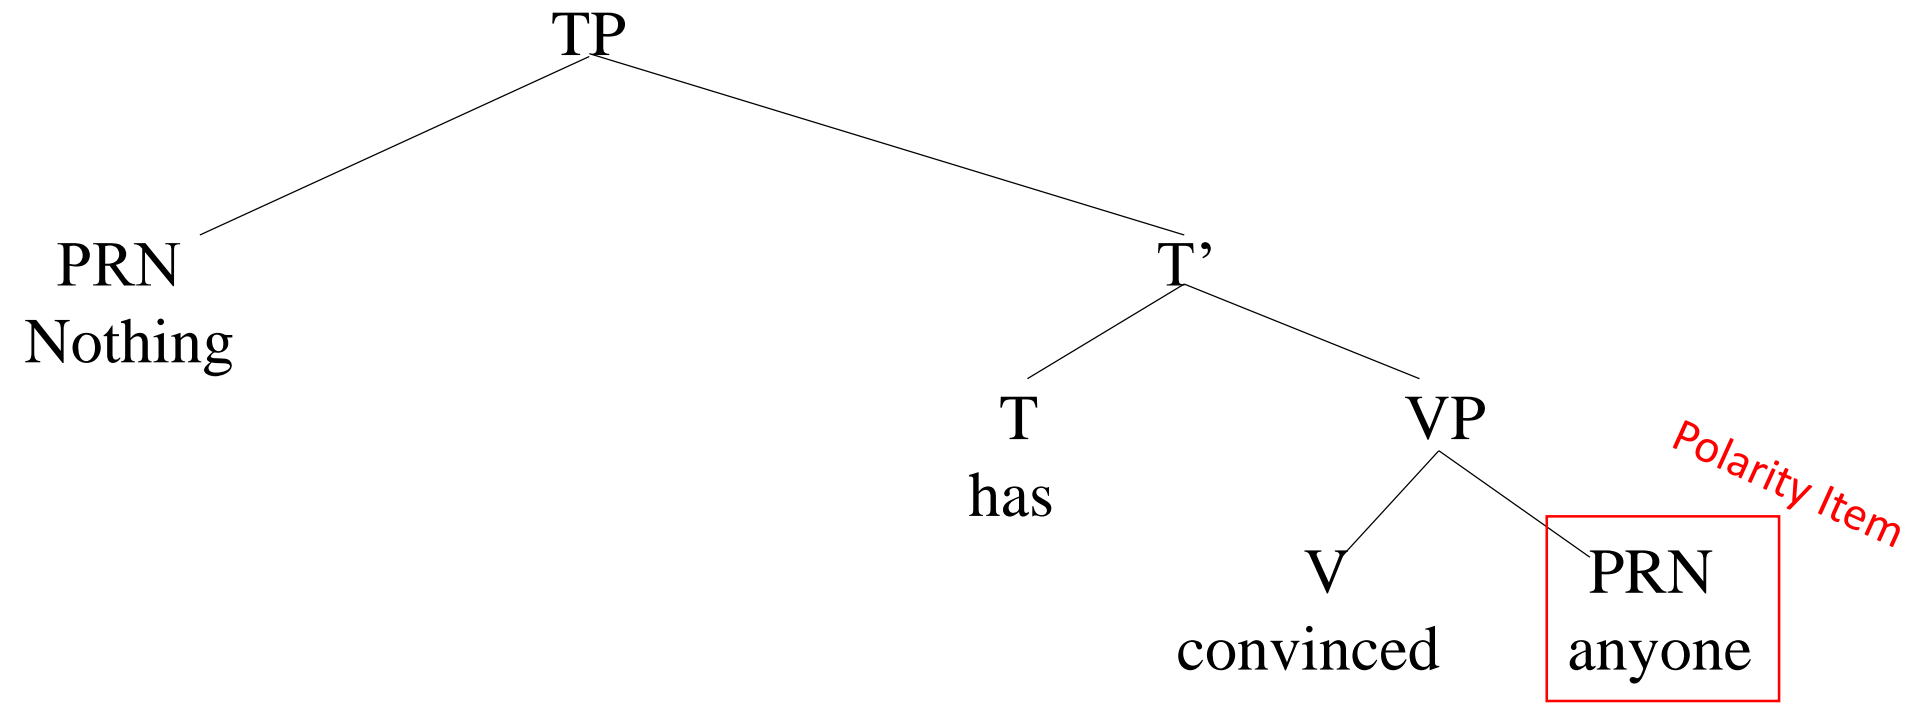 TP
PRN
Nothing
T’
T
has
VP
V
convinced
Polarity Item
PRN
anyone